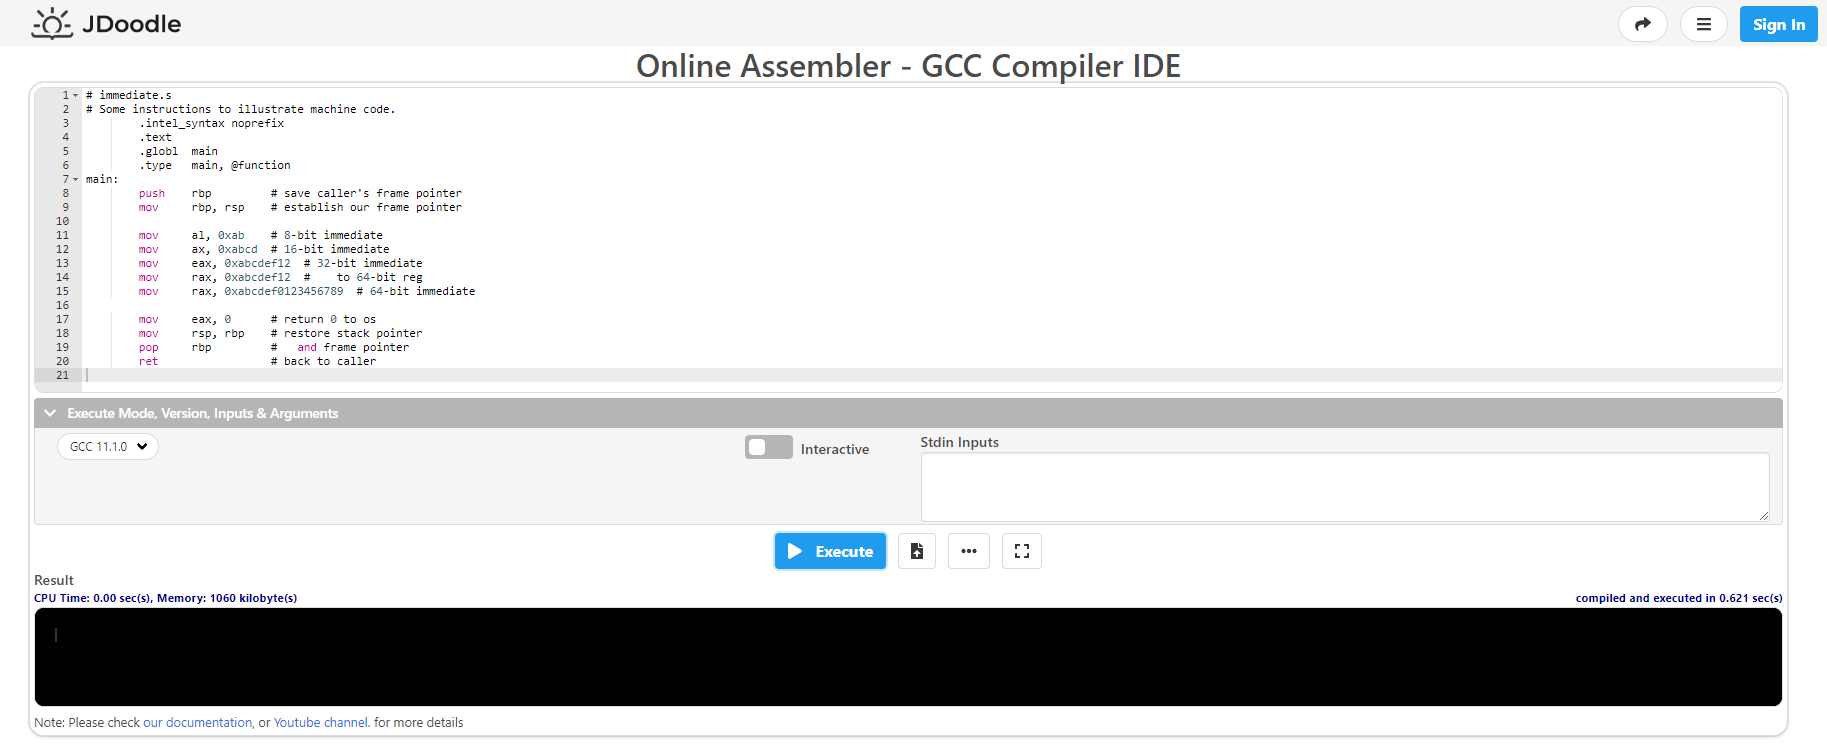 JDoodle
Sign In
Online Assembler - GCC Compiler IDE
1 # immediate.s
2 # Some instructions to illustrate machine code.
3         .intel_syntax noprefix
4         .text
5         .globl  main
6         .type   main, @function
7 main:
8         push    rbp         # save caller's frame pointer
9         mov     rbp, rsp    # establish our frame pointer
10
11         mov     al, 0xab    # 8-bit immediate
12         mov     ax, 0xabcd  # 16-bit immediate
13         mov     eax, 0xabcdef12  # 32-bit immediate
14         mov     rax, 0xabcdef12  #    to 64-bit reg
15         mov     rax, 0xabcdef0123456789  # 64-bit immediate
16
17         mov     eax, 0      # return 0 to os
18         mov     rsp, rbp    # restore stack pointer
19         pop     rbp         #   and frame pointer
20         ret                 # back to caller
21
Execute Mode, Version, Inputs & Arguments
GCC 11.1.0
Interactive
Stdin Inputs
Execute
Result
CPU Time: 0.00 sec(s), Memory: 1060 kilobyte(s)
compiled and executed in 0.621 sec(s)
Note: Please check our documentation, or Youtube channel. for more details